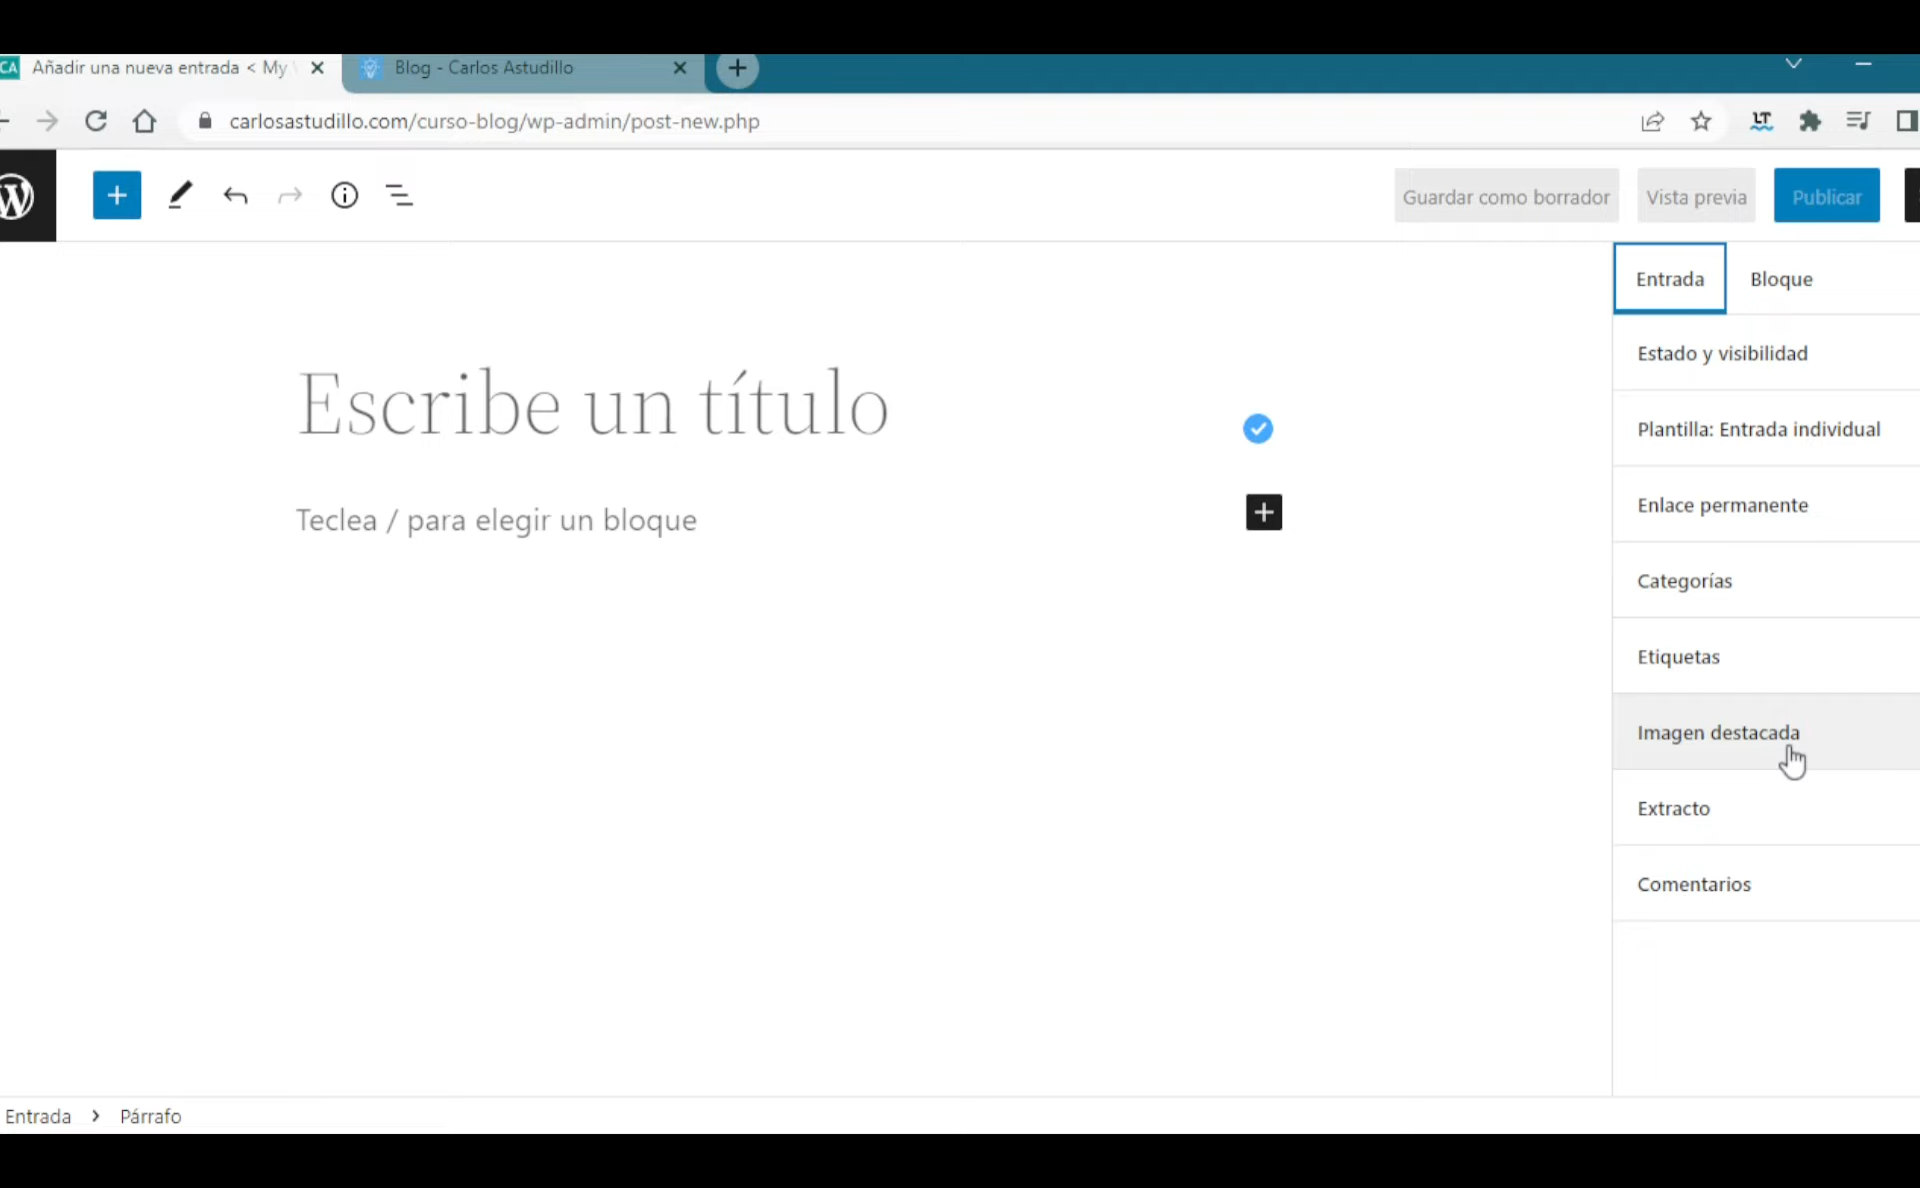 CA Añadir una nueva entrada < My
Blog - Carlos Astudillo
carlosastudillo.com/curso-blog/wp-admin/post-new.php
LT
Guardar como borrador
Vista previa
Publicar
Entrada
Bloque
Escribe un título
Teclea / para elegir un bloque
Estado y visibilidad
Plantilla: Entrada individual
Enlace permanente
Categorías
Etiquetas
Imagen destacada
Extracto
Comentarios
Entrada > Párrafo